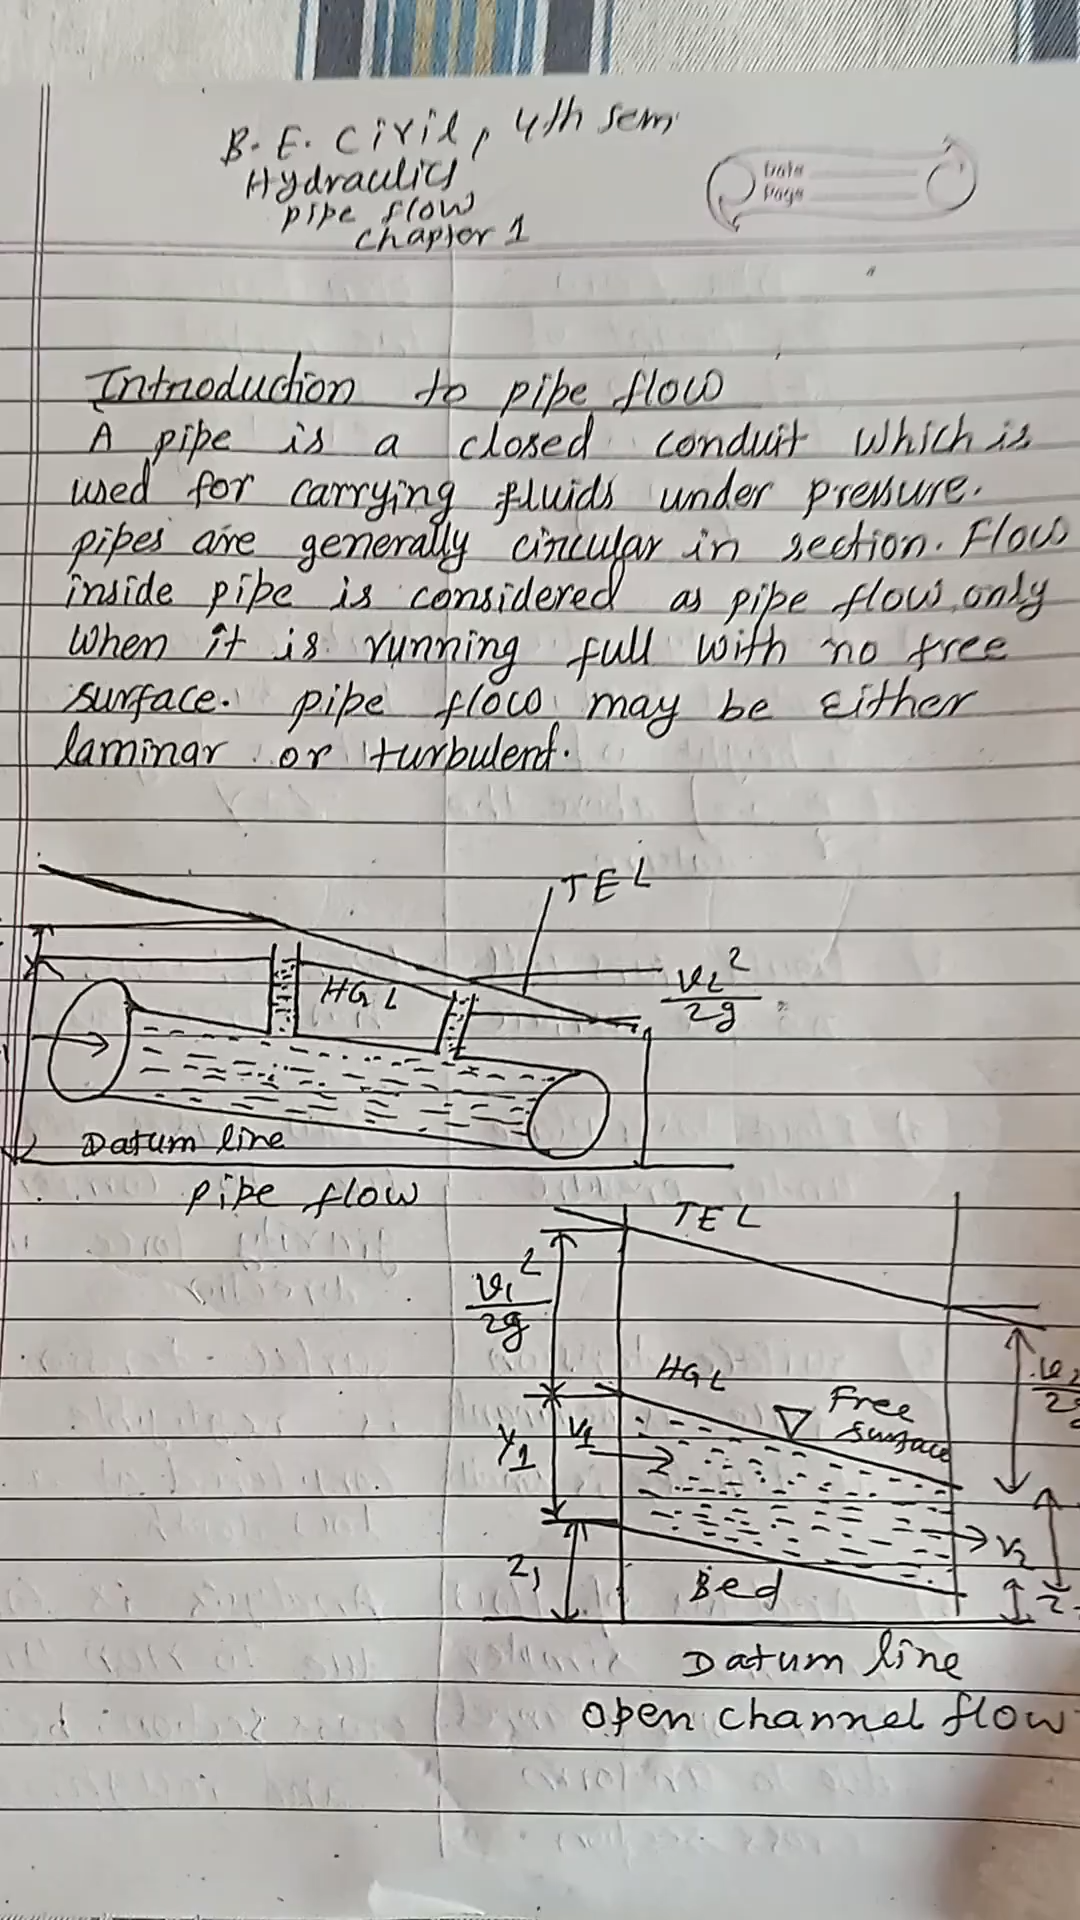 B.E. Civil, 4th sem
Hydraulics
pipe flow
chapter 1
Date
Page
Introduction to pipe flow
A pipe is a closed conduit which is
used for carrying fluids under pressure.
pipes are generally circular in section. Flow
inside pipe is considered as pipe flow only
when it is running full with no free
surface. pipe flow may be either
laminar or turbulent.
TEL
HGL
V₂²/2g
Datum line
pipe flow
TEL
V₁²/2g
HGL
Free
surface
V₂/2g
Y1
V1
V2
Z1
Bed
Datum line
open channel flow